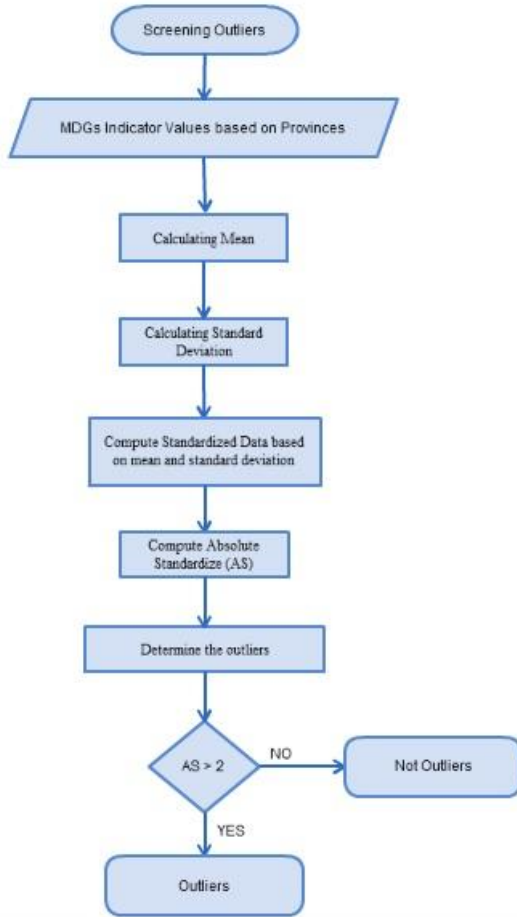 Screening Outliers
MDGs Indicator Values based on Provinces
Calculating Mean
Calculating Standard
Deviation
Compute Standardized Data based
on mean and standard deviation
Compute Absolute
Standardize (AS)
Determine the outliers
AS > 2
NO
Not Outliers
YES
Outliers